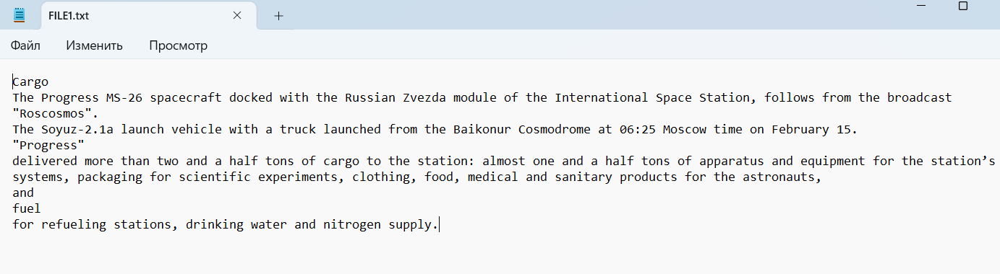 FILE1.txt
Файл Изменить Просмотр
Cargo
The Progress MS-26 spacecraft docked with the Russian Zvezda module of the International Space Station, follows from the broadcast
"Roscosmos".
The Soyuz-2.1a launch vehicle with a truck launched from the Baikonur Cosmodrome at 06:25 Moscow time on February 15.
"Progress"
delivered more than two and a half tons of cargo to the station: almost one and a half tons of apparatus and equipment for the station’s
systems, packaging for scientific experiments, clothing, food, medical and sanitary products for the astronauts,
and
fuel
for refueling stations, drinking water and nitrogen supply.